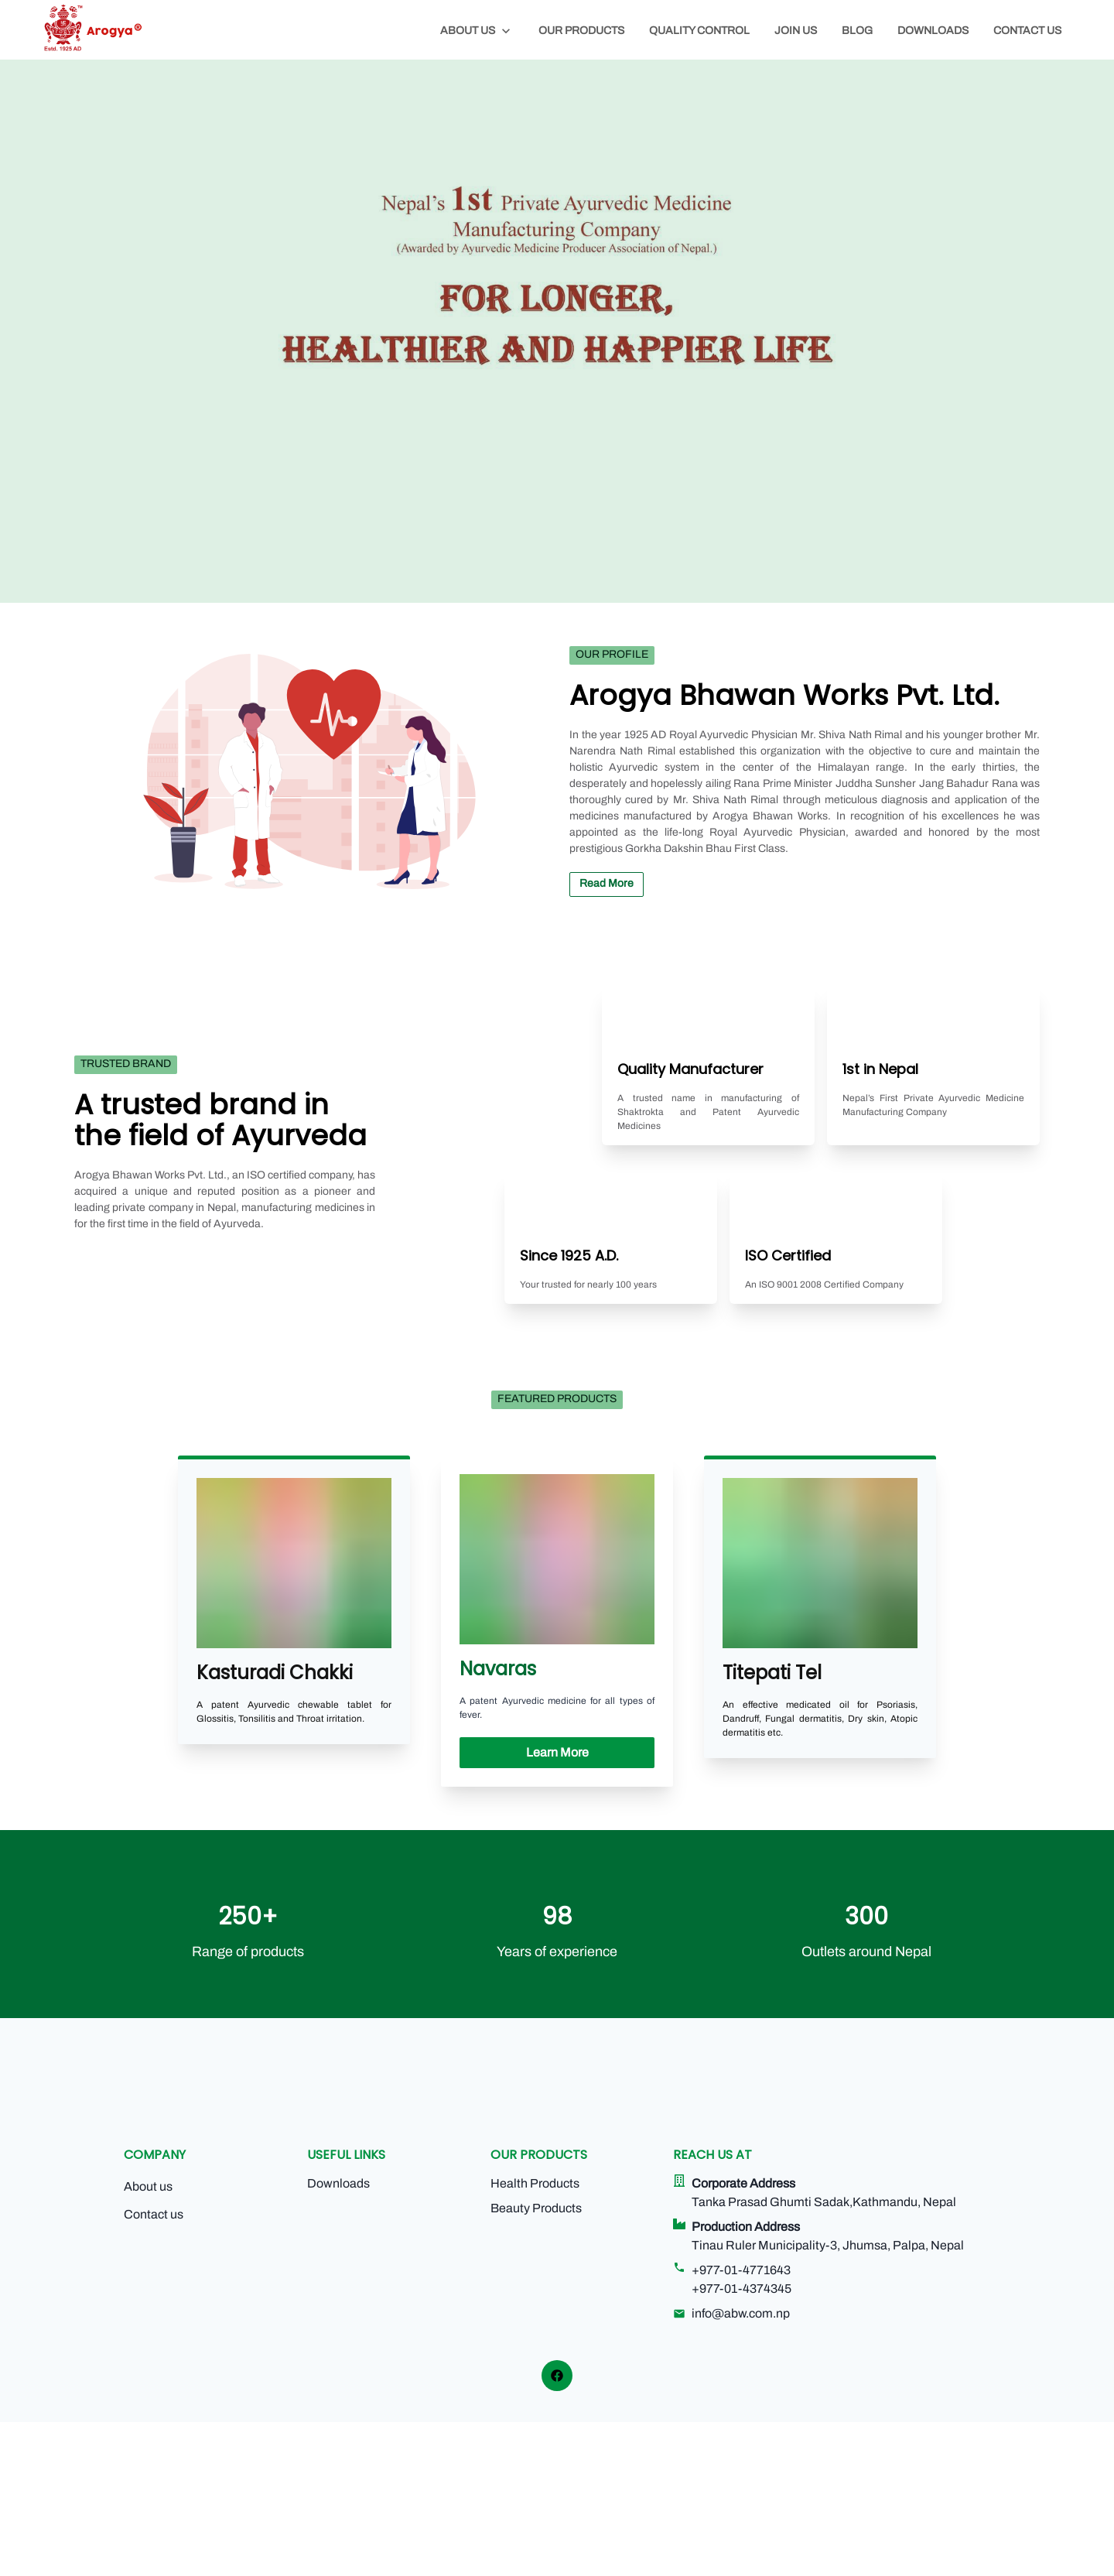 Arogya®
Estd. 1925 AD
ABOUT US
OUR PRODUCTS
QUALITY CONTROL
JOIN US
BLOG
DOWNLOADS
CONTACT US
Nepal's 1st Private Ayurvedic Medicine
Manufacturing Company
(Awarded by Ayurvedic Medicine Producer Association of Nepal.)
FOR LONGER,
HEALTHIER AND HAPPIER LIFE
OUR PROFILE
Arogya Bhawan Works Pvt. Ltd.
In the year 1925 AD Royal Ayurvedic Physician Mr. Shiva Nath Rimal and his younger brother Mr.
Narendra Nath Rimal established this organization with the objective to cure and maintain the
holistic Ayurvedic system in the center of the Himalayan range. In the early thirties, the
desperately and hopelessly ailing Rana Prime Minister Juddha Sunsher Jang Bahadur Rana was
thoroughly cured by Mr. Shiva Nath Rimal through meticulous diagnosis and application of the
medicines manufactured by Arogya Bhawan Works. In recognition of his excellences he was
appointed as the life-long Royal Ayurvedic Physician, awarded and honored by the most
prestigious Gorkha Dakshin Bhau First Class.
Read More
TRUSTED BRAND
A trusted brand in
the field of Ayurveda
Arogya Bhawan Works Pvt. Ltd., an ISO certified company, has
acquired a unique and reputed position as a pioneer and
leading private company in Nepal, manufacturing medicines in
for the first time in the field of Ayurveda.
Quality Manufacturer
A trusted name in manufacturing of
Shaktrokta and Patent Ayurvedic
Medicines
1st in Nepal
Nepal's First Private Ayurvedic Medicine
Manufacturing Company
Since 1925 A.D.
Your trusted for nearly 100 years
ISO Certified
An ISO 9001 2008 Certified Company
FEATURED PRODUCTS
Kasturadi Chakki
A patent Ayurvedic chewable tablet for
Glossitis, Tonsilitis and Throat irritation.
Navaras
A patent Ayurvedic medicine for all types of
fever.
Learn More
Titepati Tel
An effective medicated oil for Psoriasis,
Dandruff, Fungal dermatitis, Dry skin, Atopic
dermatitis etc.
250+
Range of products
98
Years of experience
300
Outlets around Nepal
COMPANY
About us
Contact us
USEFUL LINKS
Downloads
OUR PRODUCTS
Health Products
Beauty Products
REACH US AT
Corporate Address
Tanka Prasad Ghumti Sadak,Kathmandu, Nepal
Production Address
Tinau Ruler Municipality-3, Jhumsa, Palpa, Nepal
+977-01-4771643
+977-01-4374345
info@abw.com.np